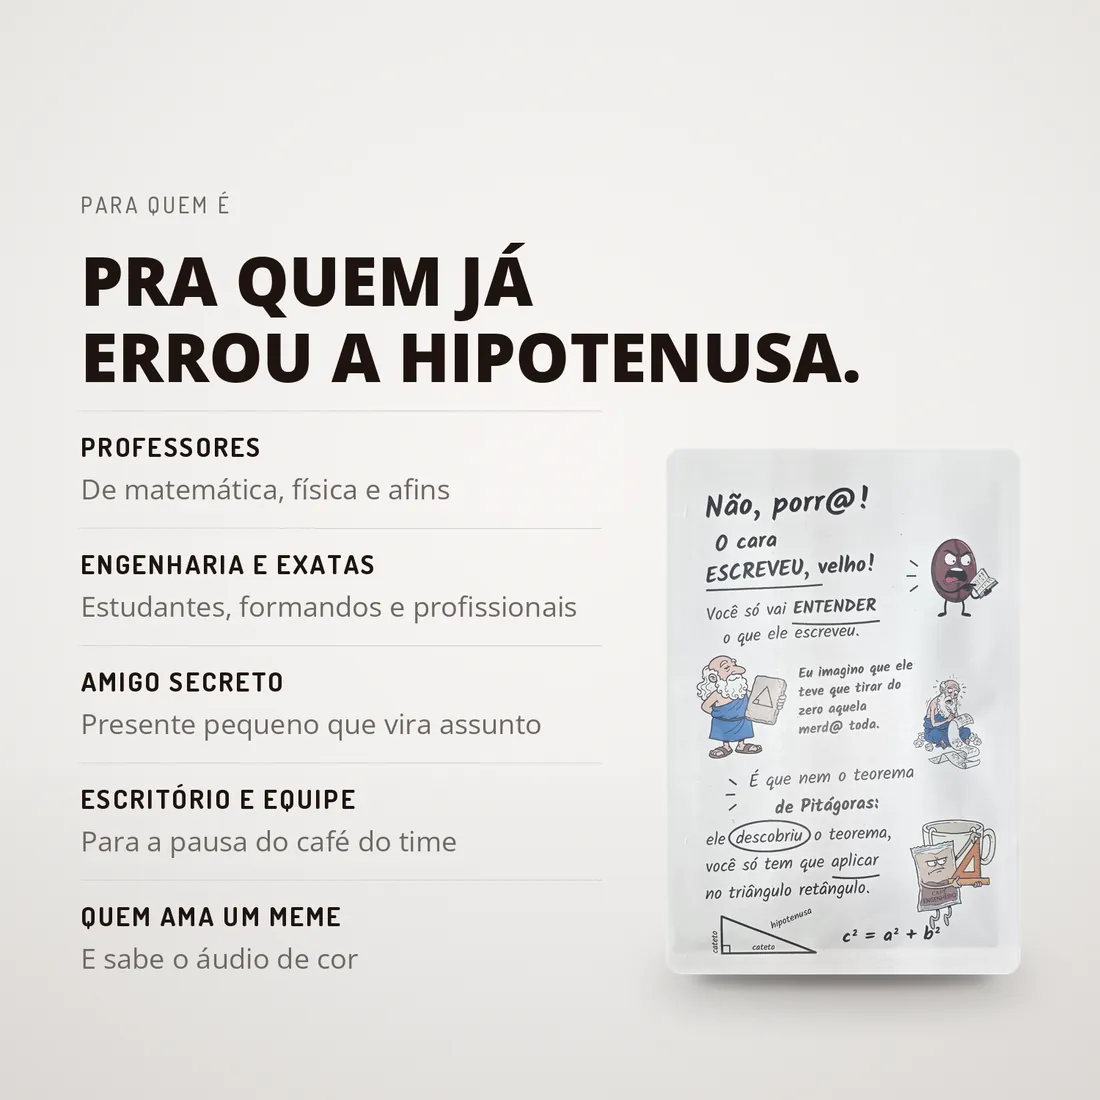 PARA QUEM É
PRA QUEM JÁ
ERROU A HIPOTENUSA.
PROFESSORES
De matemática, física e afins
ENGENHARIA E EXATAS
Estudantes, formandos e profissionais
AMIGO SECRETO
Presente pequeno que vira assunto
ESCRITÓRIO E EQUIPE
Para a pausa do café do time
QUEM AMA UM MEME
E sabe o áudio de cor
Não, porr@!
O cara
ESCREVEU, velho!
Você só vai ENTENDER
o que ele escreveu.
Eu imagino que ele
teve que tirar do
zero aquela
merd@ toda.
É que nem o teorema
de Pitágoras:
ele descobriu o teorema,
você só tem que aplicar
no triângulo retângulo.
hipotenusa
cateto
cateto
c² = a² + b²